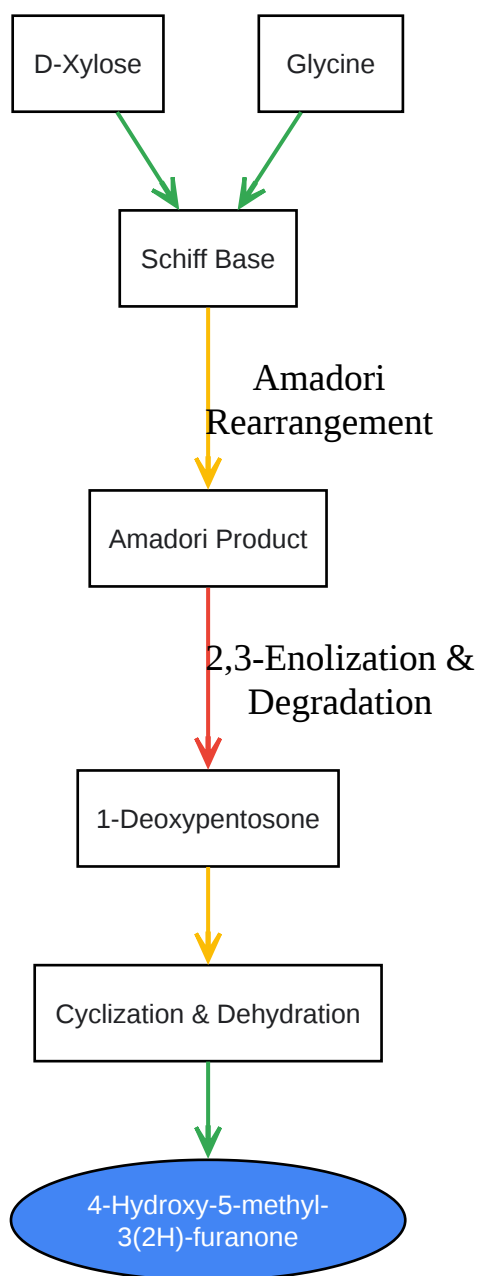 D-Xylose
Glycine
Schiff Base
Amadori
Rearrangement
Amadori Product
2,3-Enolization &
Degradation
1-Deoxypentosone
Cyclization & Dehydration
4-Hydroxy-5-methyl-
3(2H)-furanone